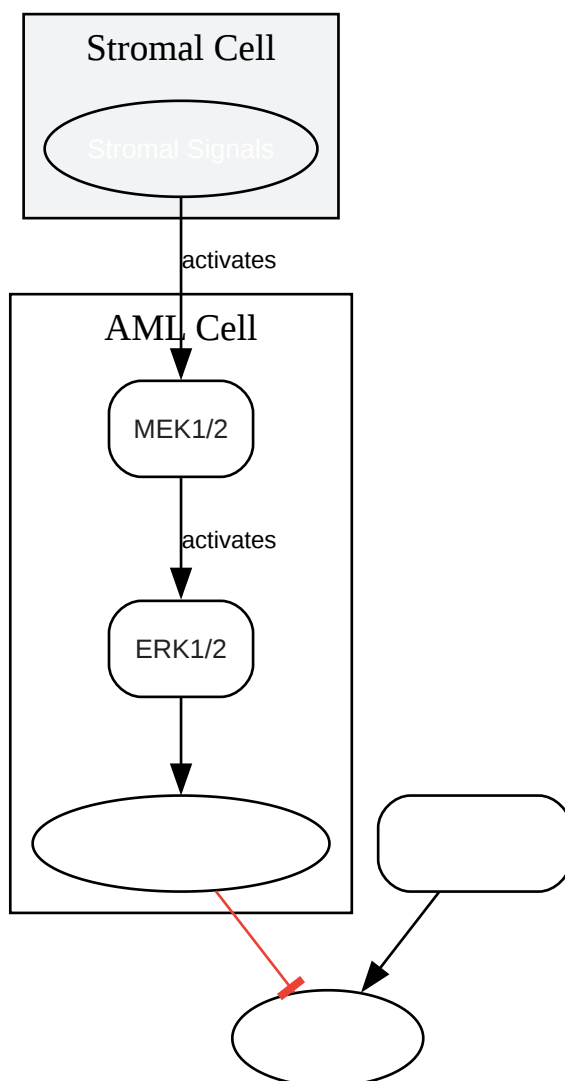 Stromal Cell
Stromal Signals
activates
AML Cell
MEK1/2
activates
ERK1/2